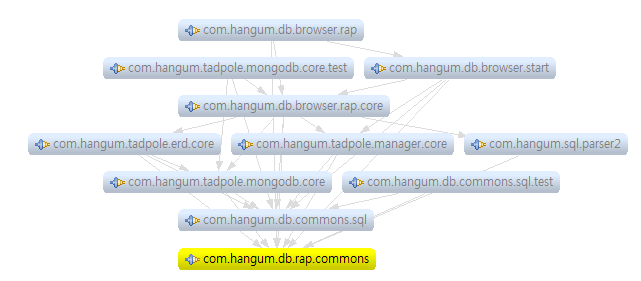 com.hangum.db.browser.rap
com.hangum.tadpole.mongodb.core.test
com.hangum.db.browser.start
com.hangum.db.browser.rap.core
com.hangum.tadpole.erd.core
com.hangum.tadpole.manager.core
com.hangum.sql.parser2
com.hangum.tadpole.mongodb.core
com.hangum.db.commons.sql.test
com.hangum.db.commons.sql
com.hangum.db.rap.commons